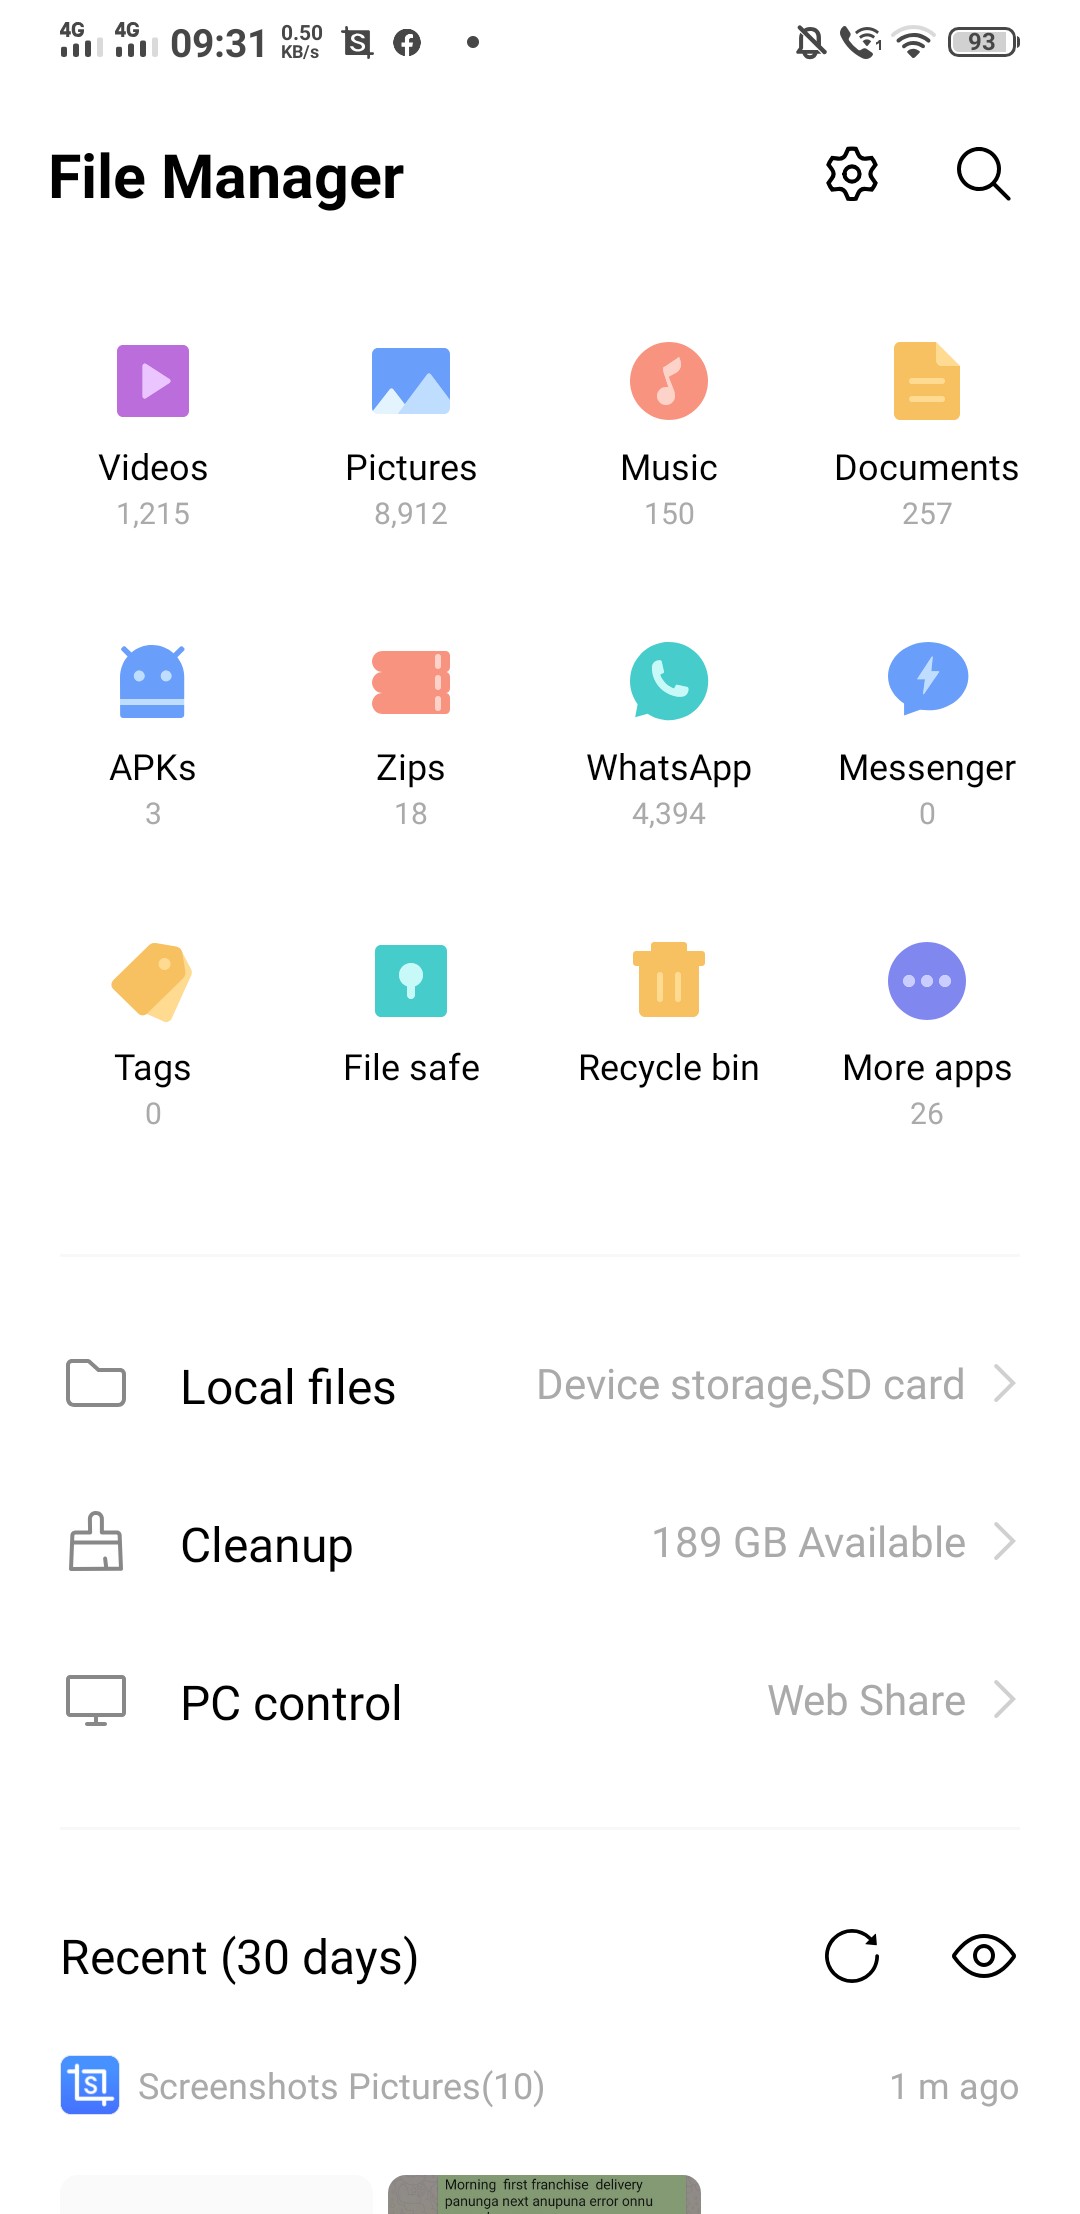 4G 4G 09:31 0.50 KB/s 1 93
File Manager
Videos Pictures Music Documents
1,215 8,912 150 257
APKs Zips WhatsApp Messenger
3 18 4,394 0
Tags File safe Recycle bin More apps
0 26
Local files Device storage,SD card
Cleanup 189 GB Available
PC control Web Share
Recent (30 days)
S Screenshots Pictures(10) 1 m ago
Morning first franchise delivery
panunga next anupuna error onnu